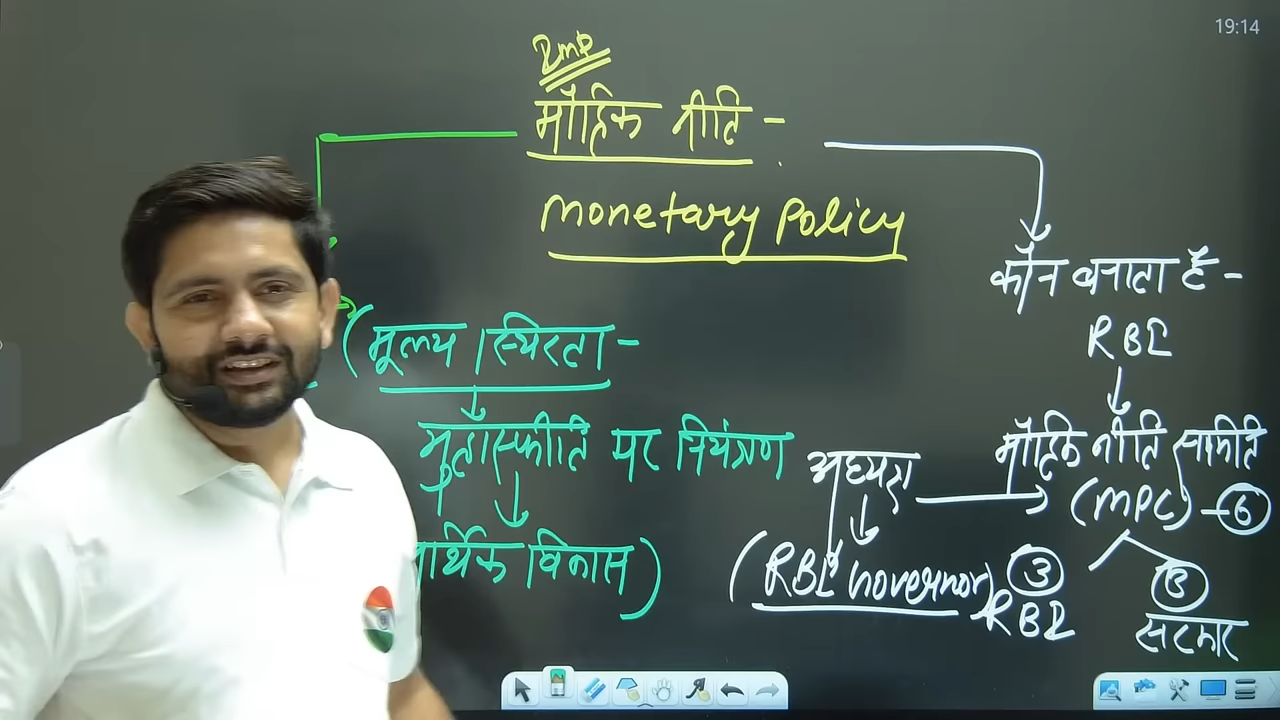 19:14
Imp
मौद्रिक नीति -
Monetary Policy
कौन बनाता है -
RBI
(मूल्य स्थिरता -
मुद्रास्फीति पर नियंत्रण
आर्थिक विकास)
मौद्रिक नीति समिति
(MPC) - 6
अध्यक्ष
(RBI Governor)
3
RBI
3
सरकार